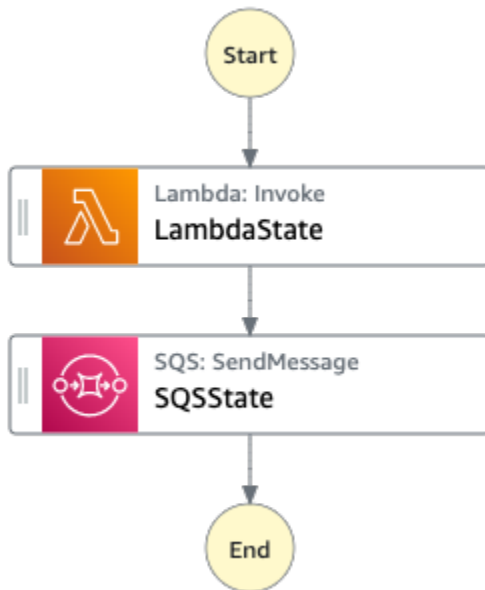 Start
Lambda: Invoke
LambdaState
SQS: SendMessage
SQSState
End